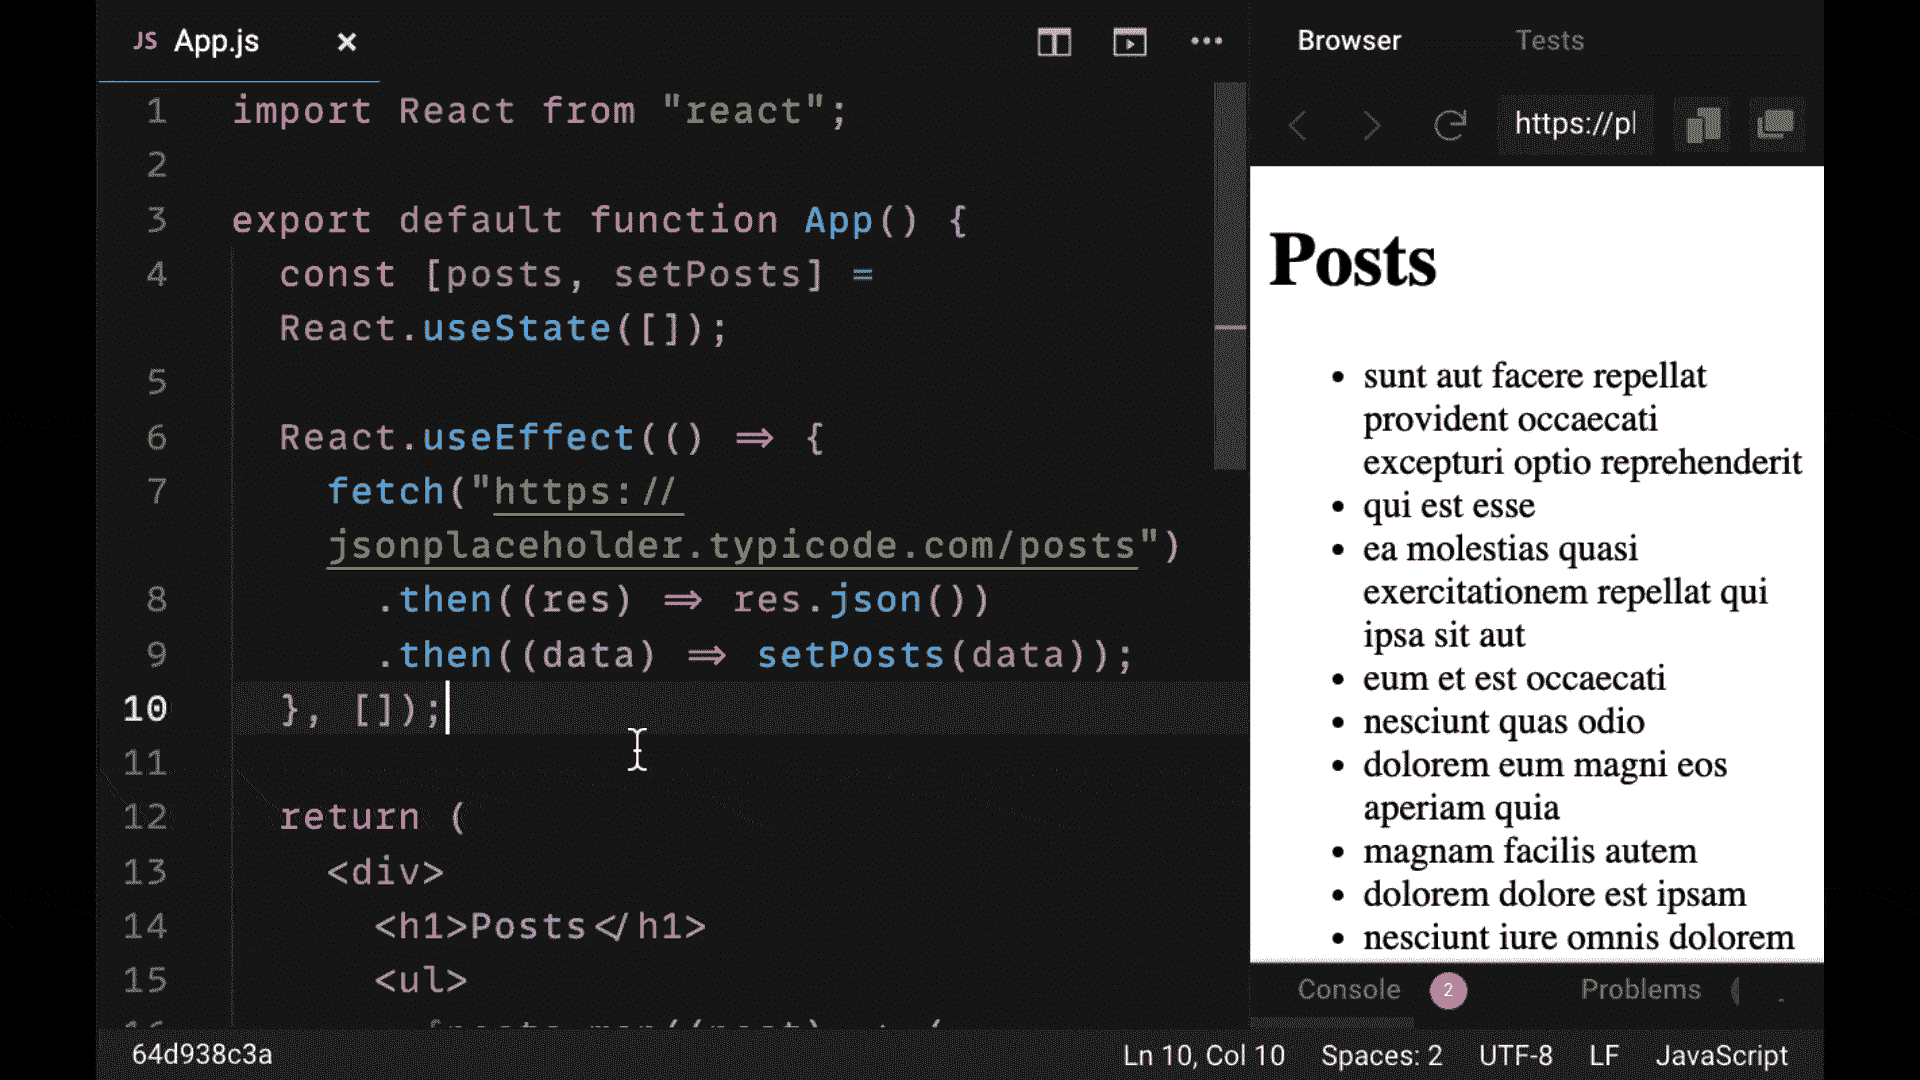 JS App.js
Browser Tests
https://pl
1 import React from "react";
2
3 export default function App() {
4 const [posts, setPosts] =
React.useState([]);
5
6 React.useEffect(() => {
7 fetch("https://
jsonplaceholder.typicode.com/posts")
8 .then((res) => res.json())
9 .then((data) => setPosts(data));
10 }, []);
11
12 return (
13 <div>
14 <h1>Posts</h1>
15 <ul>
Posts
• sunt aut facere repellat
provident occaecati
excepturi optio reprehenderit
• qui est esse
• ea molestias quasi
exercitationem repellat qui
ipsa sit aut
• eum et est occaecati
• nesciunt quas odio
• dolorem eum magni eos
aperiam quia
• magnam facilis autem
• dolorem dolore est ipsam
• nesciunt iure omnis dolorem
Console 2 Problems
64d938c3a
Ln 10, Col 10 Spaces: 2 UTF-8 LF JavaScript